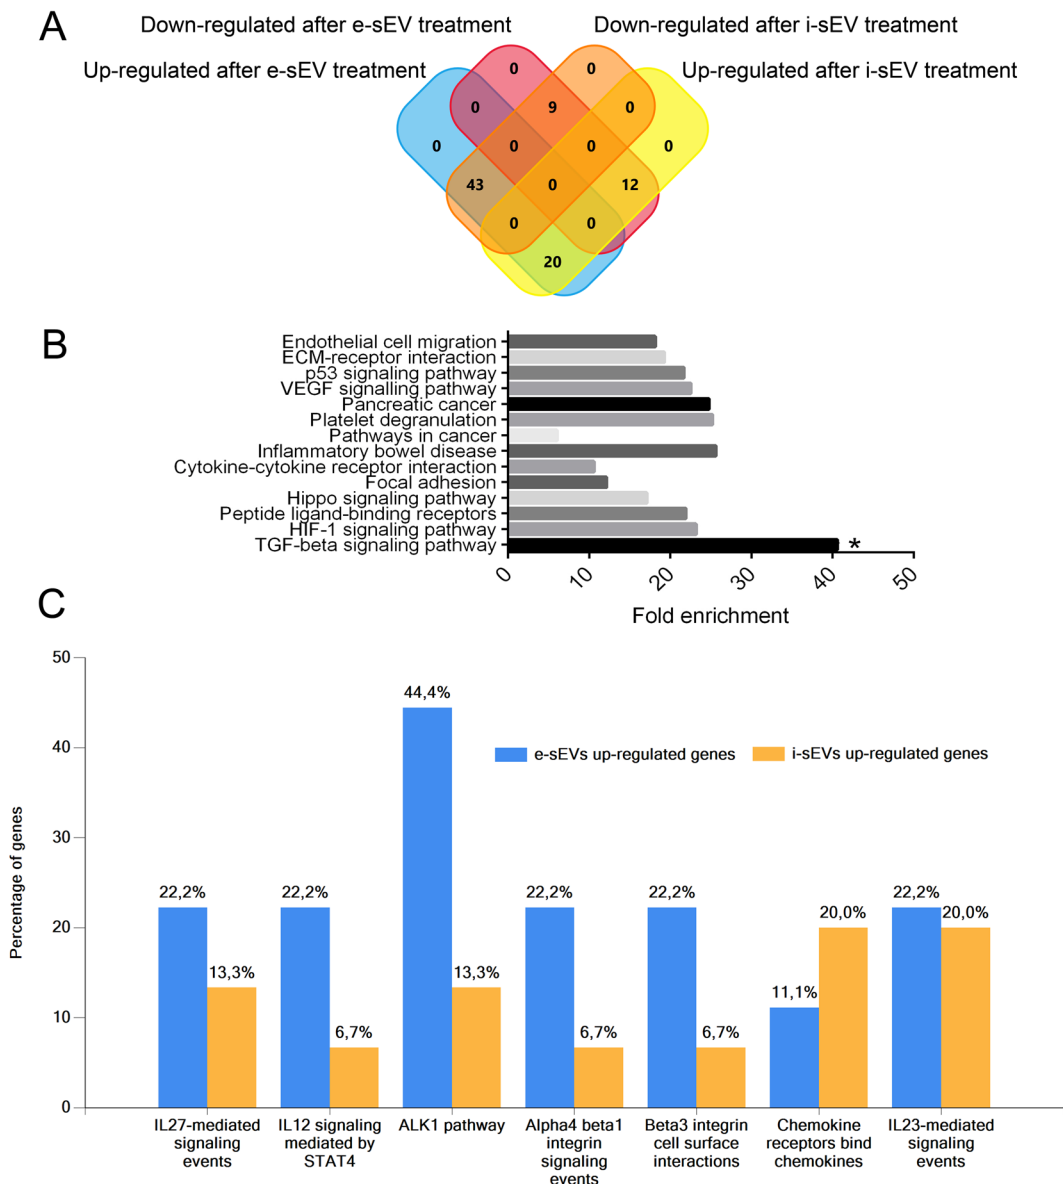 A
Down-regulated after e-sEV treatment
Down-regulated after i-sEV treatment
Up-regulated after e-sEV treatment
Up-regulated after i-sEV treatment
0
0
0
9
0
0
0
0
0
43
0
12
0
0
20
B
Endothelial cell migration
ECM-receptor interaction
p53 signaling pathway
VEGF signalling pathway
Pancreatic cancer
Platelet degranulation
Pathways in cancer
Inflammatory bowel disease
Cytokine-cytokine receptor interaction
Focal adhesion
Hippo signaling pathway
Peptide ligand-binding receptors
HIF-1 signaling pathway
TGF-beta signaling pathway
*
0
10
20
30
40
50
Fold enrichment
C
Percentage of genes
50
40
30
20
10
0
e-sEVs up-regulated genes
i-sEVs up-regulated genes
22,2%
13,3%
22,2%
6,7%
44,4%
13,3%
22,2%
6,7%
22,2%
6,7%
11,1%
20,0%
22,2%
20,0%
IL27-mediated
signaling
events
IL12 signaling
mediated by
STAT4
ALK1 pathway
Alpha4 beta1
integrin
signaling
events
Beta3 integrin
cell surface
interactions
Chemokine
receptors bind
chemokines
IL23-mediated
signaling
events